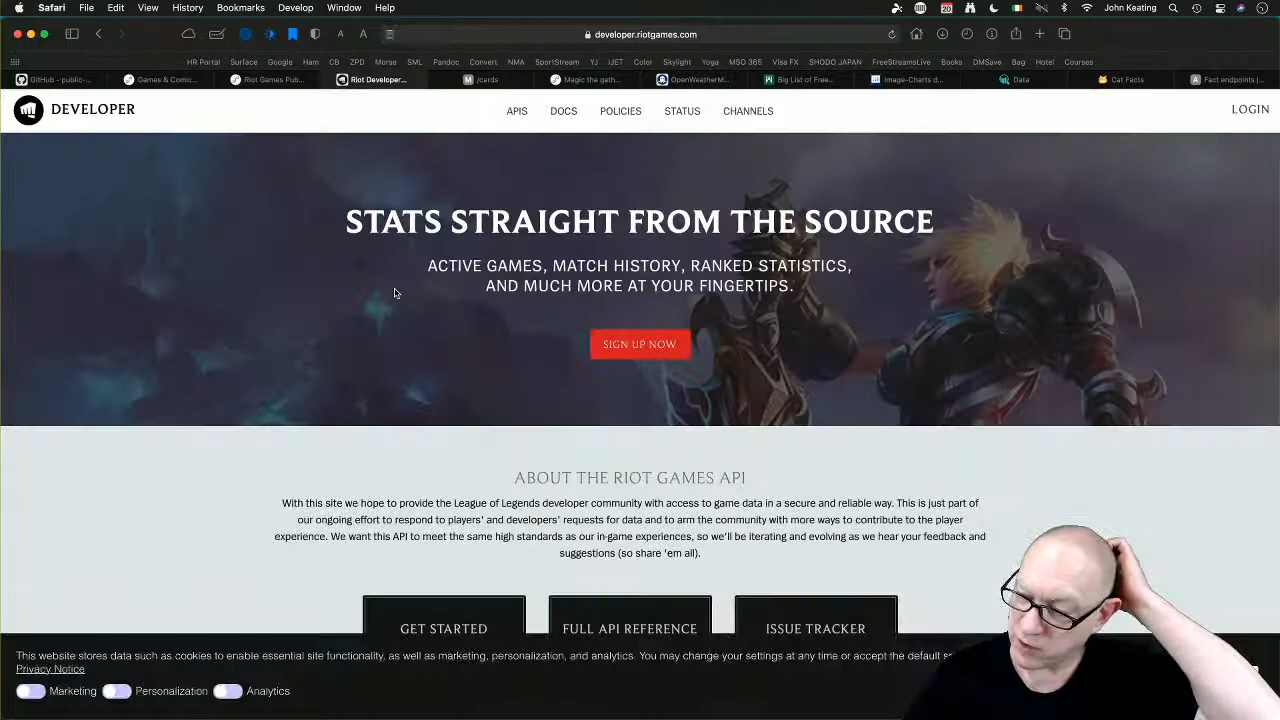 Safari File Edit View History Bookmarks Develop Window Help 20 John Keating
developer.riotgames.com
HR Portal Surface Google Ham CB ZPD Morse SML Pandoc Convert NMA SportStream YJ IJET Color Skylight Yoga MSO 365 Visa FX SHODO JAPAN FreeStreamsLive Books DMSave Bag Hotel Courses
GitHub - public-... Games & Comic... Riot Games Pub... Riot Developer... /cards Magic the gath... OpenWeatherM... Big List of Free... Image-Charts d... Data Cat Facts Fact endpoints |...
DEVELOPER APIS DOCS POLICIES STATUS CHANNELS LOGIN
STATS STRAIGHT FROM THE SOURCE
ACTIVE GAMES, MATCH HISTORY, RANKED STATISTICS,
AND MUCH MORE AT YOUR FINGERTIPS.
SIGN UP NOW
ABOUT THE RIOT GAMES API
With this site we hope to provide the League of Legends developer community with access to game data in a secure and reliable way. This is just part of
our ongoing effort to respond to players' and developers' requests for data and to arm the community with more ways to contribute to the player
experience. We want this API to meet the same high standards as our in-game experiences, so we'll be iterating and evolving as we hear your feedback and
suggestions (so share 'em all).
GET STARTED FULL API REFERENCE ISSUE TRACKER
This website stores data such as cookies to enable essential site functionality, as well as marketing, personalization, and analytics. You may change your settings at any time or accept the default
Privacy Notice
Marketing Personalization Analytics